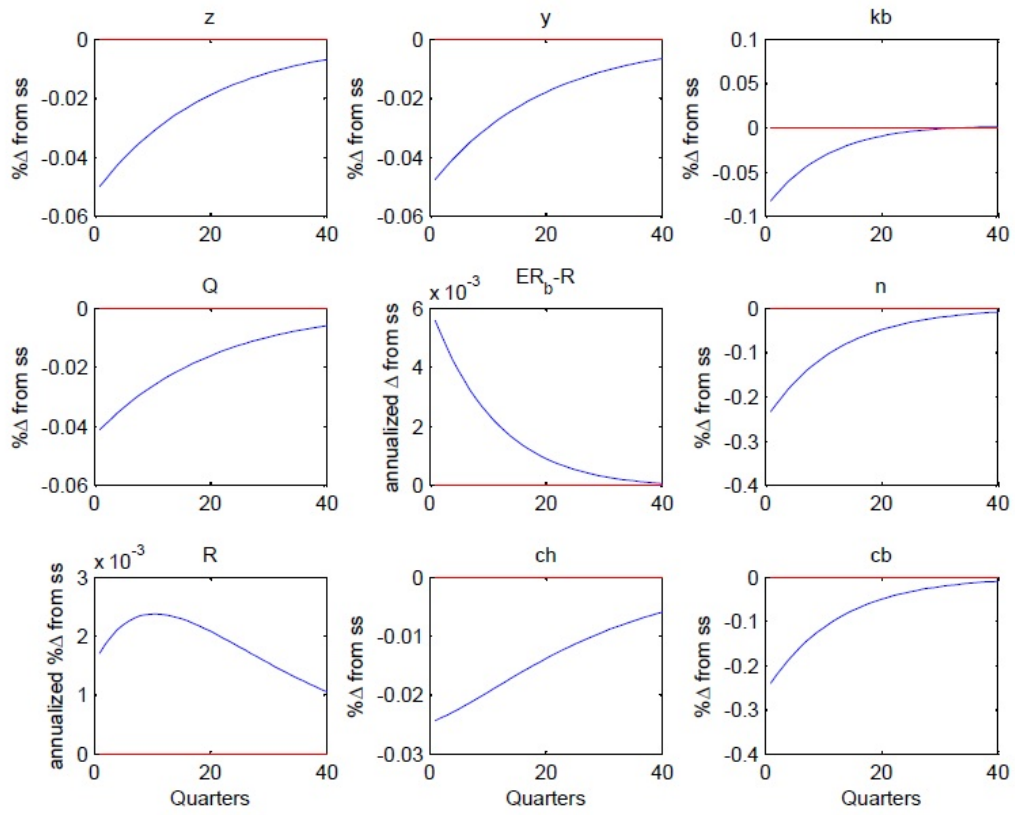 z
%Δ from ss
0
-0.02
-0.04
-0.06
0 20 40
y
%Δ from ss
0
-0.02
-0.04
-0.06
0 20 40
kb
%Δ from ss
0.1
0.05
0
-0.05
-0.1
0 20 40
Q
%Δ from ss
0
-0.02
-0.04
-0.06
0 20 40
ER_b-R
x 10^-3
annualized Δ from ss
6
4
2
0
0 20 40
n
%Δ from ss
0
-0.1
-0.2
-0.3
-0.4
0 20 40
R
x 10^-3
annualized %Δ from ss
3
2
1
0
0 20 40
Quarters
ch
%Δ from ss
0
-0.01
-0.02
-0.03
0 20 40
Quarters
cb
%Δ from ss
0
-0.1
-0.2
-0.3
-0.4
0 20 40
Quarters